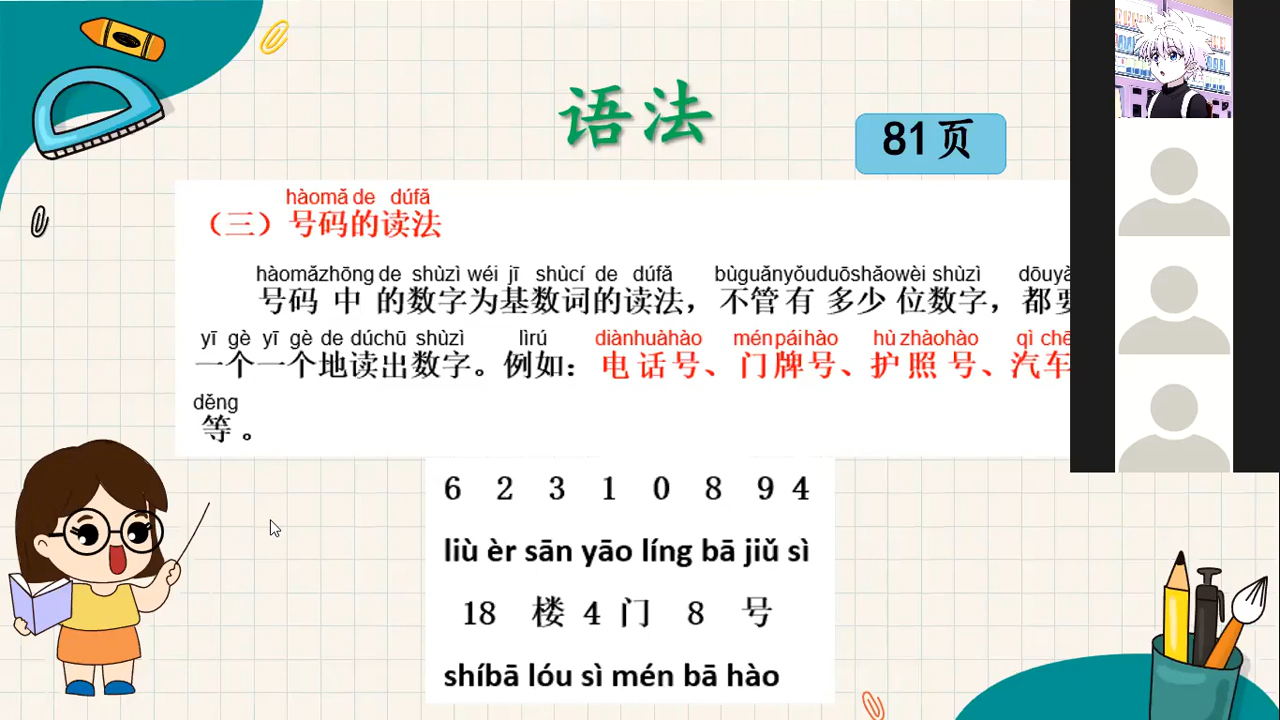 语法
81页
hàomǎ de dúfǎ
（三）号码的读法
hàomǎzhōng de shùzì wéi jī shùcí de dúfǎ bùguǎnyǒuduōshǎowèi shùzì dōuyà
号码中的数字为基数词的读法，不管有多少位数字，都要
yī gè yī gè de dúchū shùzì lìrú diànhuàhào ménpáihào hùzhàohào qì chē
一个一个地读出数字。例如：电话号、门牌号、护照号、汽车
děng
等。
6 2 3 1 0 8 9 4
liù èr sān yāo líng bā jiǔ sì
18 楼 4 门 8 号
shíbā lóu sì mén bā hào